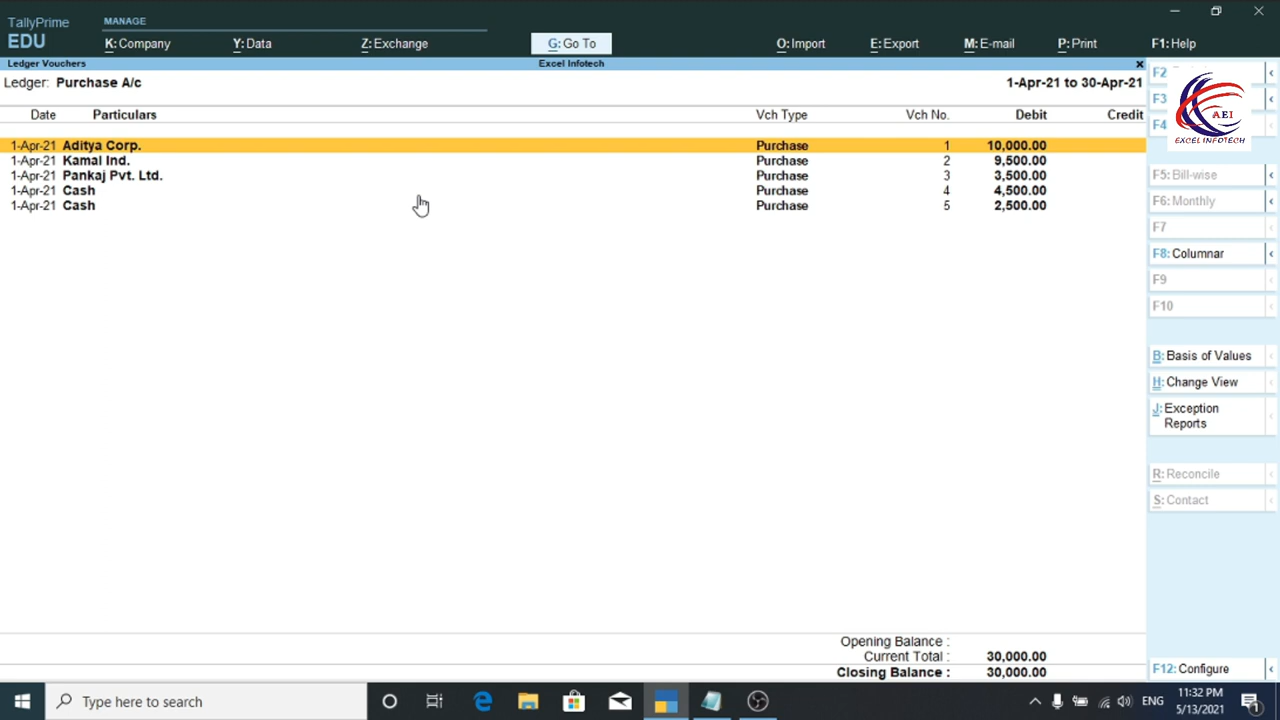 TallyPrime
EDU
MANAGE
K: Company
Y: Data
Z: Exchange
G: Go To
O: Import
E: Export
M: E-mail
P: Print
F1: Help
Ledger Vouchers
Excel Infotech
Ledger: Purchase A/c
1-Apr-21 to 30-Apr-21
Date Particulars Vch Type Vch No. Debit Credit
1-Apr-21 Aditya Corp. Purchase 1 10,000.00
1-Apr-21 Kamal Ind. Purchase 2 9,500.00
1-Apr-21 Pankaj Pvt. Ltd. Purchase 3 3,500.00
1-Apr-21 Cash Purchase 4 4,500.00
1-Apr-21 Cash Purchase 5 2,500.00
Opening Balance :
Current Total : 30,000.00
Closing Balance : 30,000.00
F2
F3
F4
AEI
EXCEL INFOTECH
F5: Bill-wise
F6: Monthly
F7
F8: Columnar
F9
F10
B: Basis of Values
H: Change View
J: Exception
Reports
R: Reconcile
S: Contact
F12: Configure
Type here to search
ENG
11:32 PM
5/13/2021
1